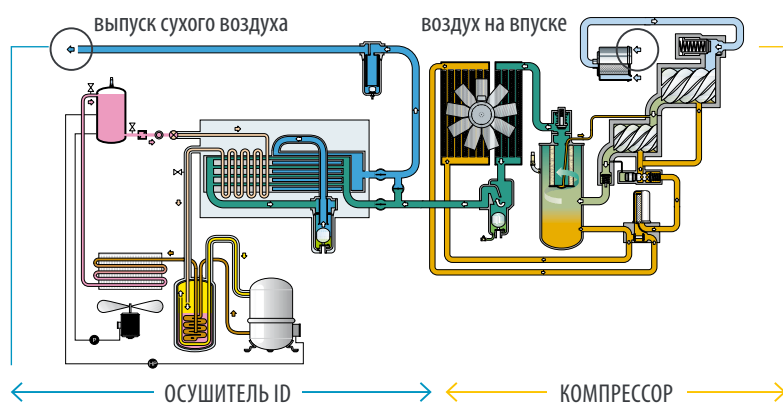 выпуск сухого воздуха
воздух на впуске
P
ОСУШИТЕЛЬ ID
КОМПРЕССОР